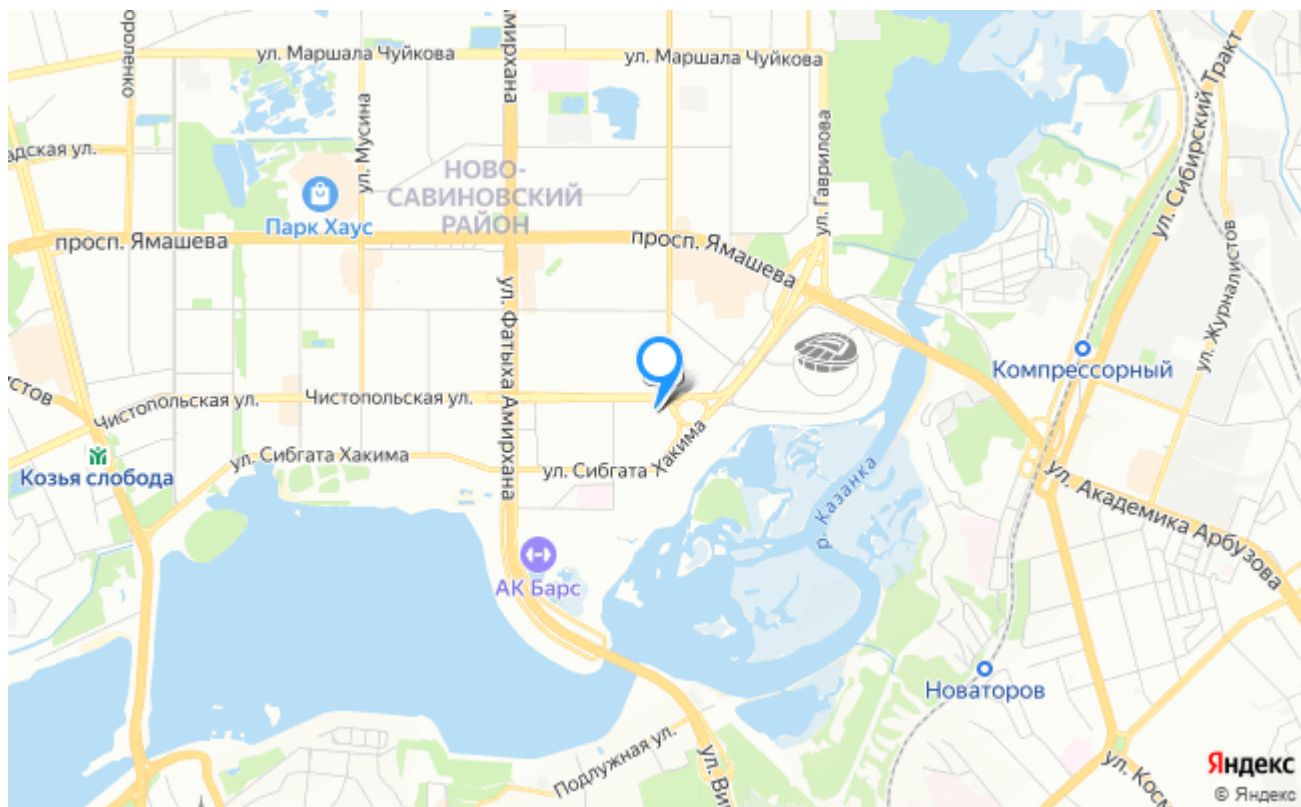 ул. Маршала Чуйкова
ул. Маршала Чуйкова
Амирхана
ул. Сибирский Тракт
ул. Мусина
ул. Гаврилова
НОВО-
САВИНОВСКИЙ
РАЙОН
Парк Хаус
просп. Ямашева
просп. Ямашева
ул. Журналистов
ул. Фатыха Амирхана
Компрессорный
Чистопольская ул.
Чистопольская ул.
Козья слобода
ул. Сибгата Хакима
ул. Сибгата Хакима
р. Казанка
ул. Академика Арбузова
АК Барс
Новаторов
Подлужная ул.
Яндекс
© Яндекс